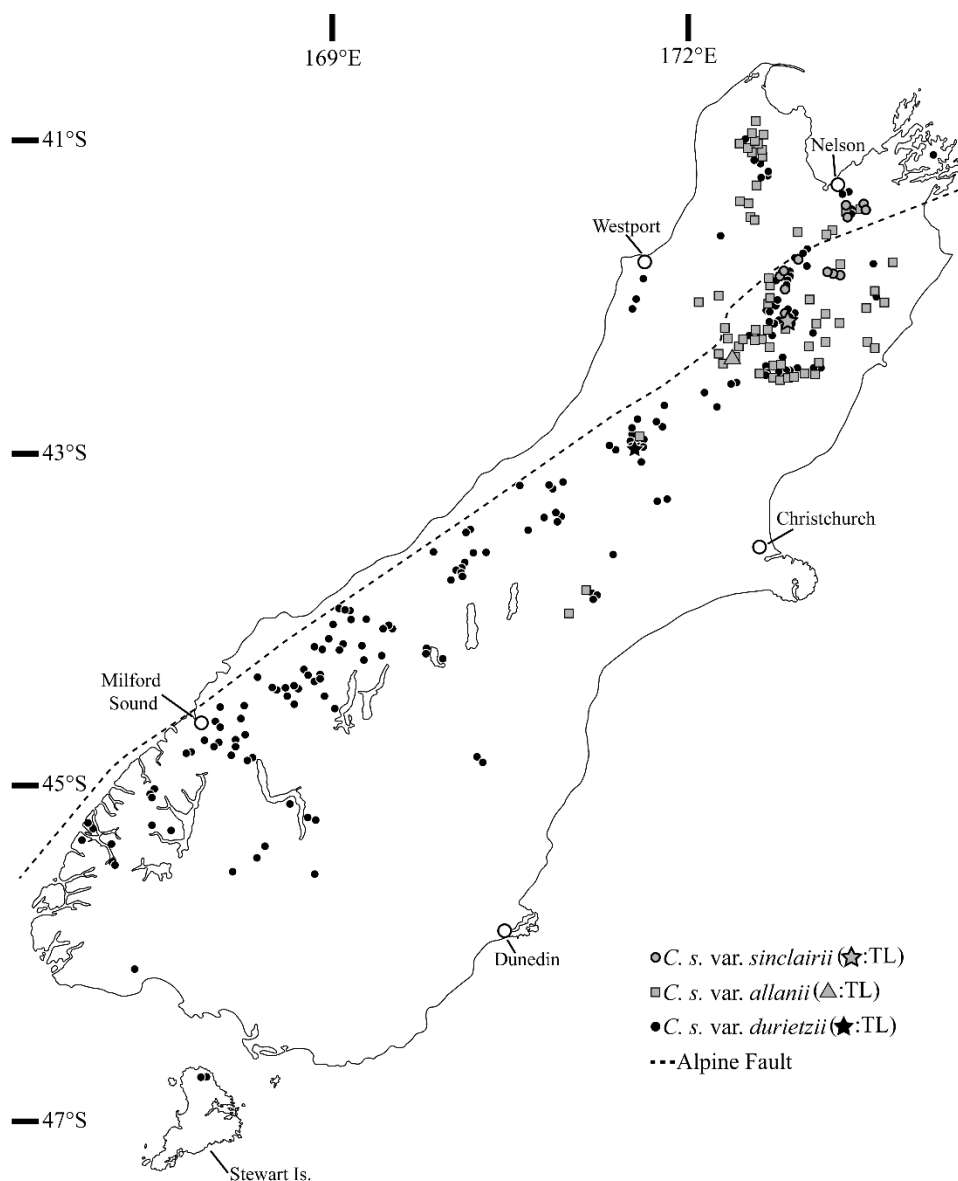 169°E
172°E
41°S
Nelson
Westport
43°S
Christchurch
Milford
Sound
45°S
Dunedin
C. s. var. sinclairii (:TL)
C. s. var. allanii (:TL)
C. s. var. durietzii (:TL)
Alpine Fault
47°S
Stewart Is.